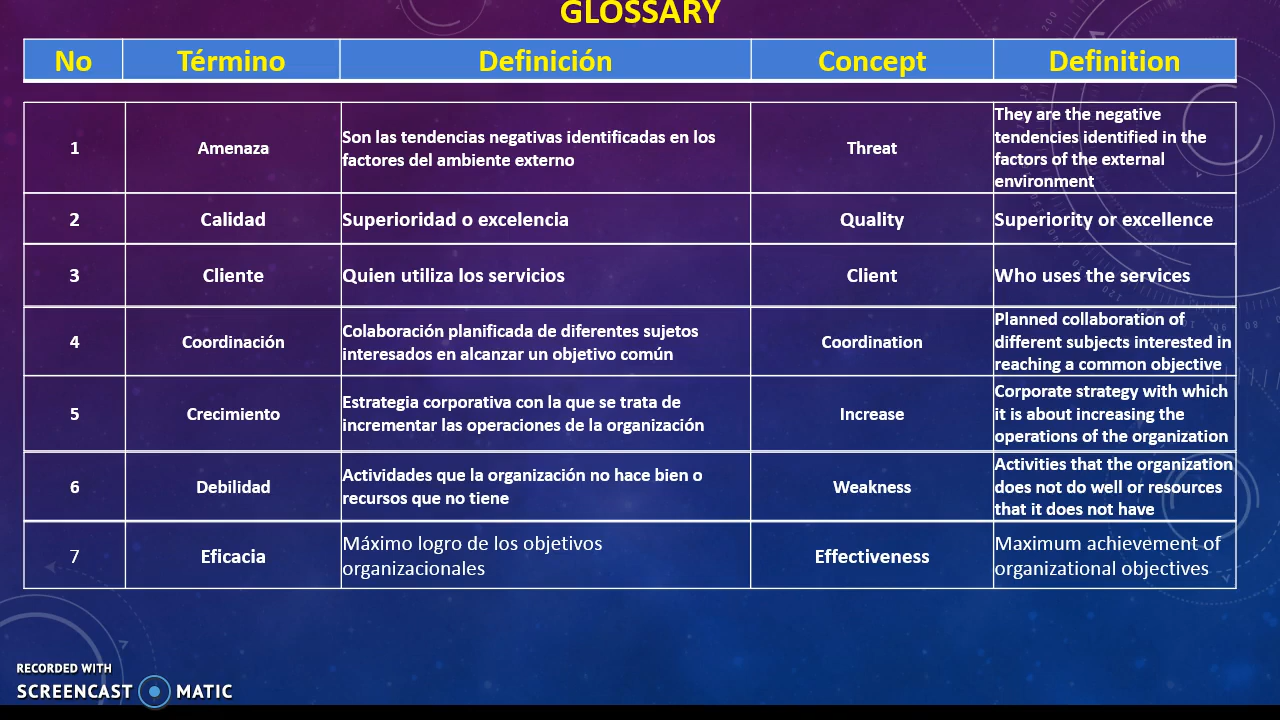 GLOSSARY
No Término Definición Concept Definition
1
Amenaza
Son las tendencias negativas identificadas en los
factores del ambiente externo
Threat
They are the negative
tendencies identified in the
factors of the external
environment
2
Calidad
Superioridad o excelencia
Quality
Superiority or excellence
3
Cliente
Quien utiliza los servicios
Client
Who uses the services
4
Coordinación
Colaboración planificada de diferentes sujetos
interesados en alcanzar un objetivo común
Coordination
Planned collaboration of
different subjects interested in
reaching a common objective
5
Crecimiento
Estrategia corporativa con la que se trata de
incrementar las operaciones de la organización
Increase
Corporate strategy with which
it is about increasing the
operations of the organization
6
Debilidad
Actividades que la organización no hace bien o
recursos que no tiene
Weakness
Activities that the organization
does not do well or resources
that it does not have
7
Eficacia
Máximo logro de los objetivos
organizacionales
Effectiveness
Maximum achievement of
organizational objectives
RECORDED WITH
SCREENCAST MATIC